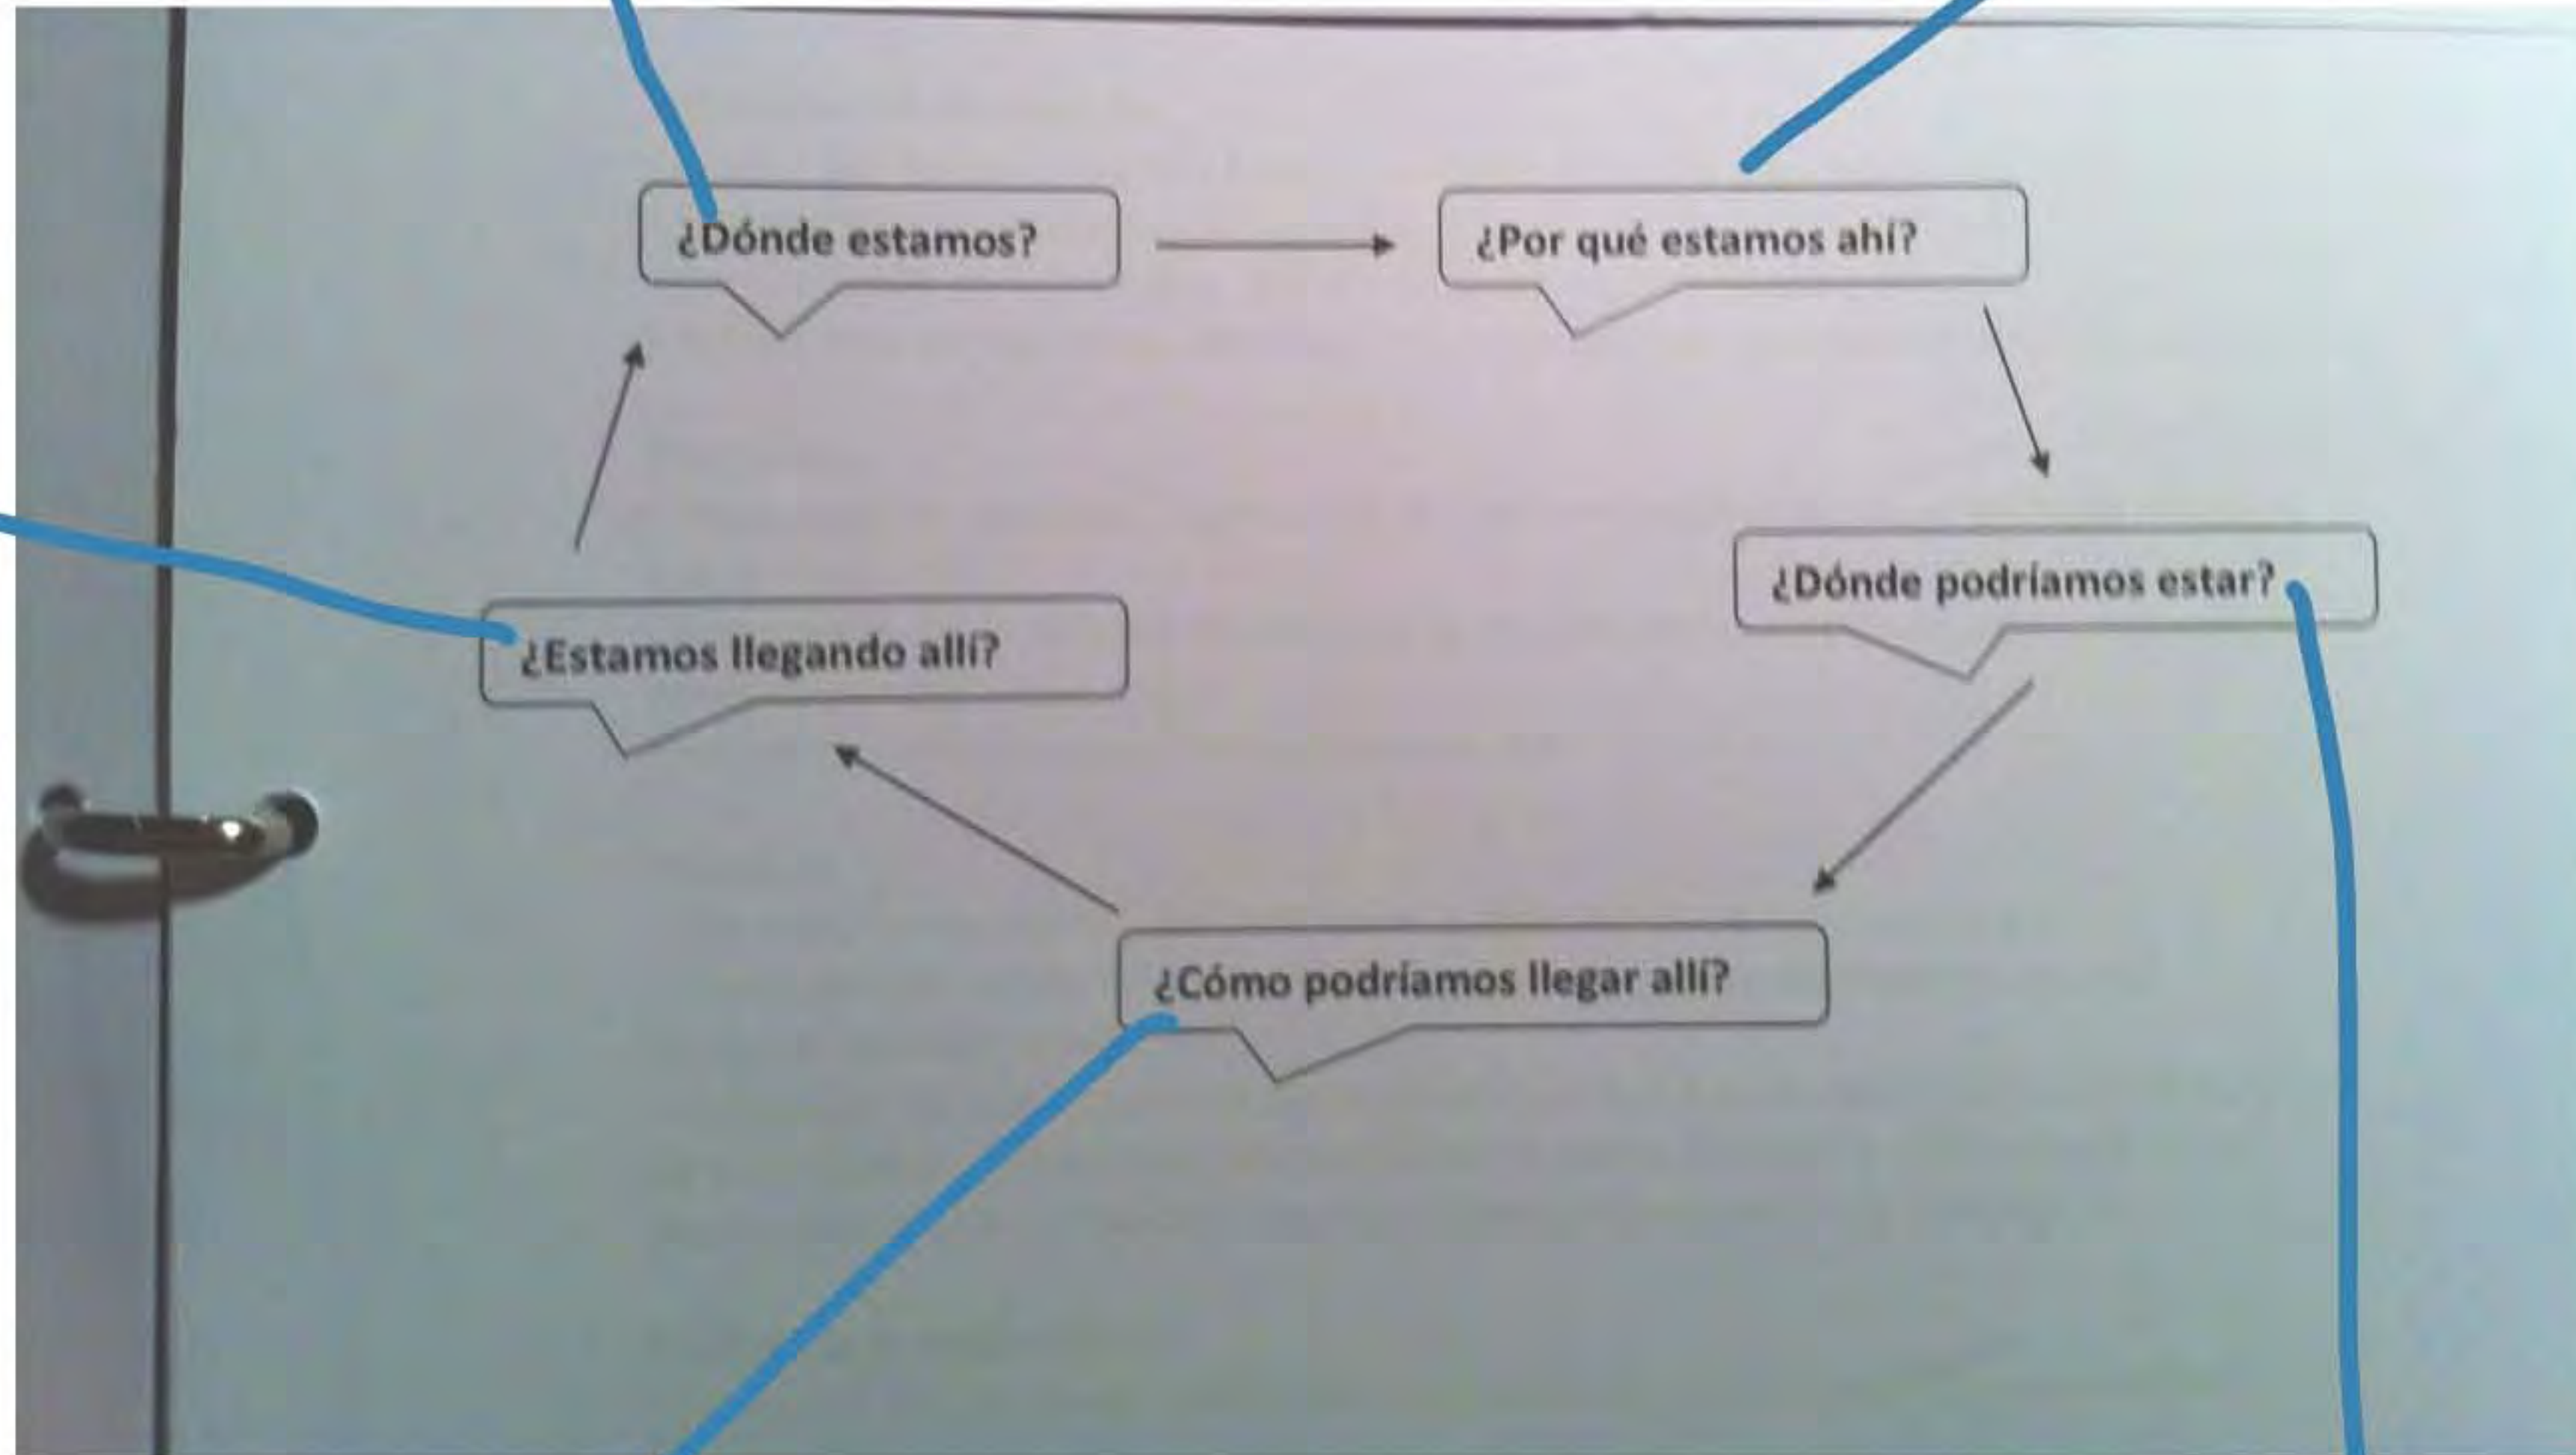 ¿Dónde estamos?
¿Por qué estamos ahí?
¿Dónde podríamos estar?
¿Estamos llegando allí?
¿Cómo podríamos llegar allí?